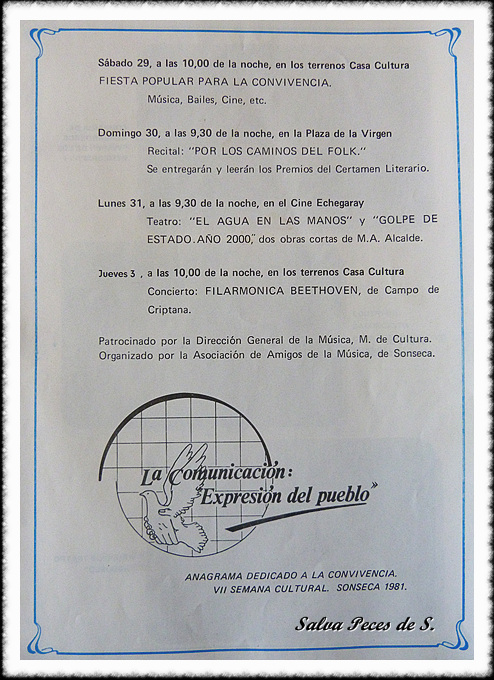 Sábado 29, a las 10,00 de la noche, en los terrenos Casa Cultura
FIESTA POPULAR PARA LA CONVIVENCIA.
Música, Bailes, Cine, etc.
Domingo 30, a las 9,30 de la noche, en la Plaza de la Virgen
Recital: "POR LOS CAMINOS DEL FOLK."
Se entregarán y leerán los Premios del Certamen Literario.
Lunes 31, a las 9,30 de la noche, en el Cine Echegaray
Teatro: "EL AGUA EN LAS MANOS" y "GOLPE DE
ESTADO.AÑO 2000," dos obras cortas de M.A. Alcalde.
Jueves 3 , a las 10,00 de la noche, en los terrenos Casa Cultura
Concierto: FILARMONICA BEETHOVEN, de Campo de
Criptana.
Patrocinado por la Dirección General de la Música, M. de Cultura.
Organizado por la Asociación de Amigos de la Música, de Sonseca.
La Comunicación:
"Expresión del pueblo"
ANAGRAMA DEDICADO A LA CONVIVENCIA.
VII SEMANA CULTURAL. SONSECA 1981.
Salva Peces de S.